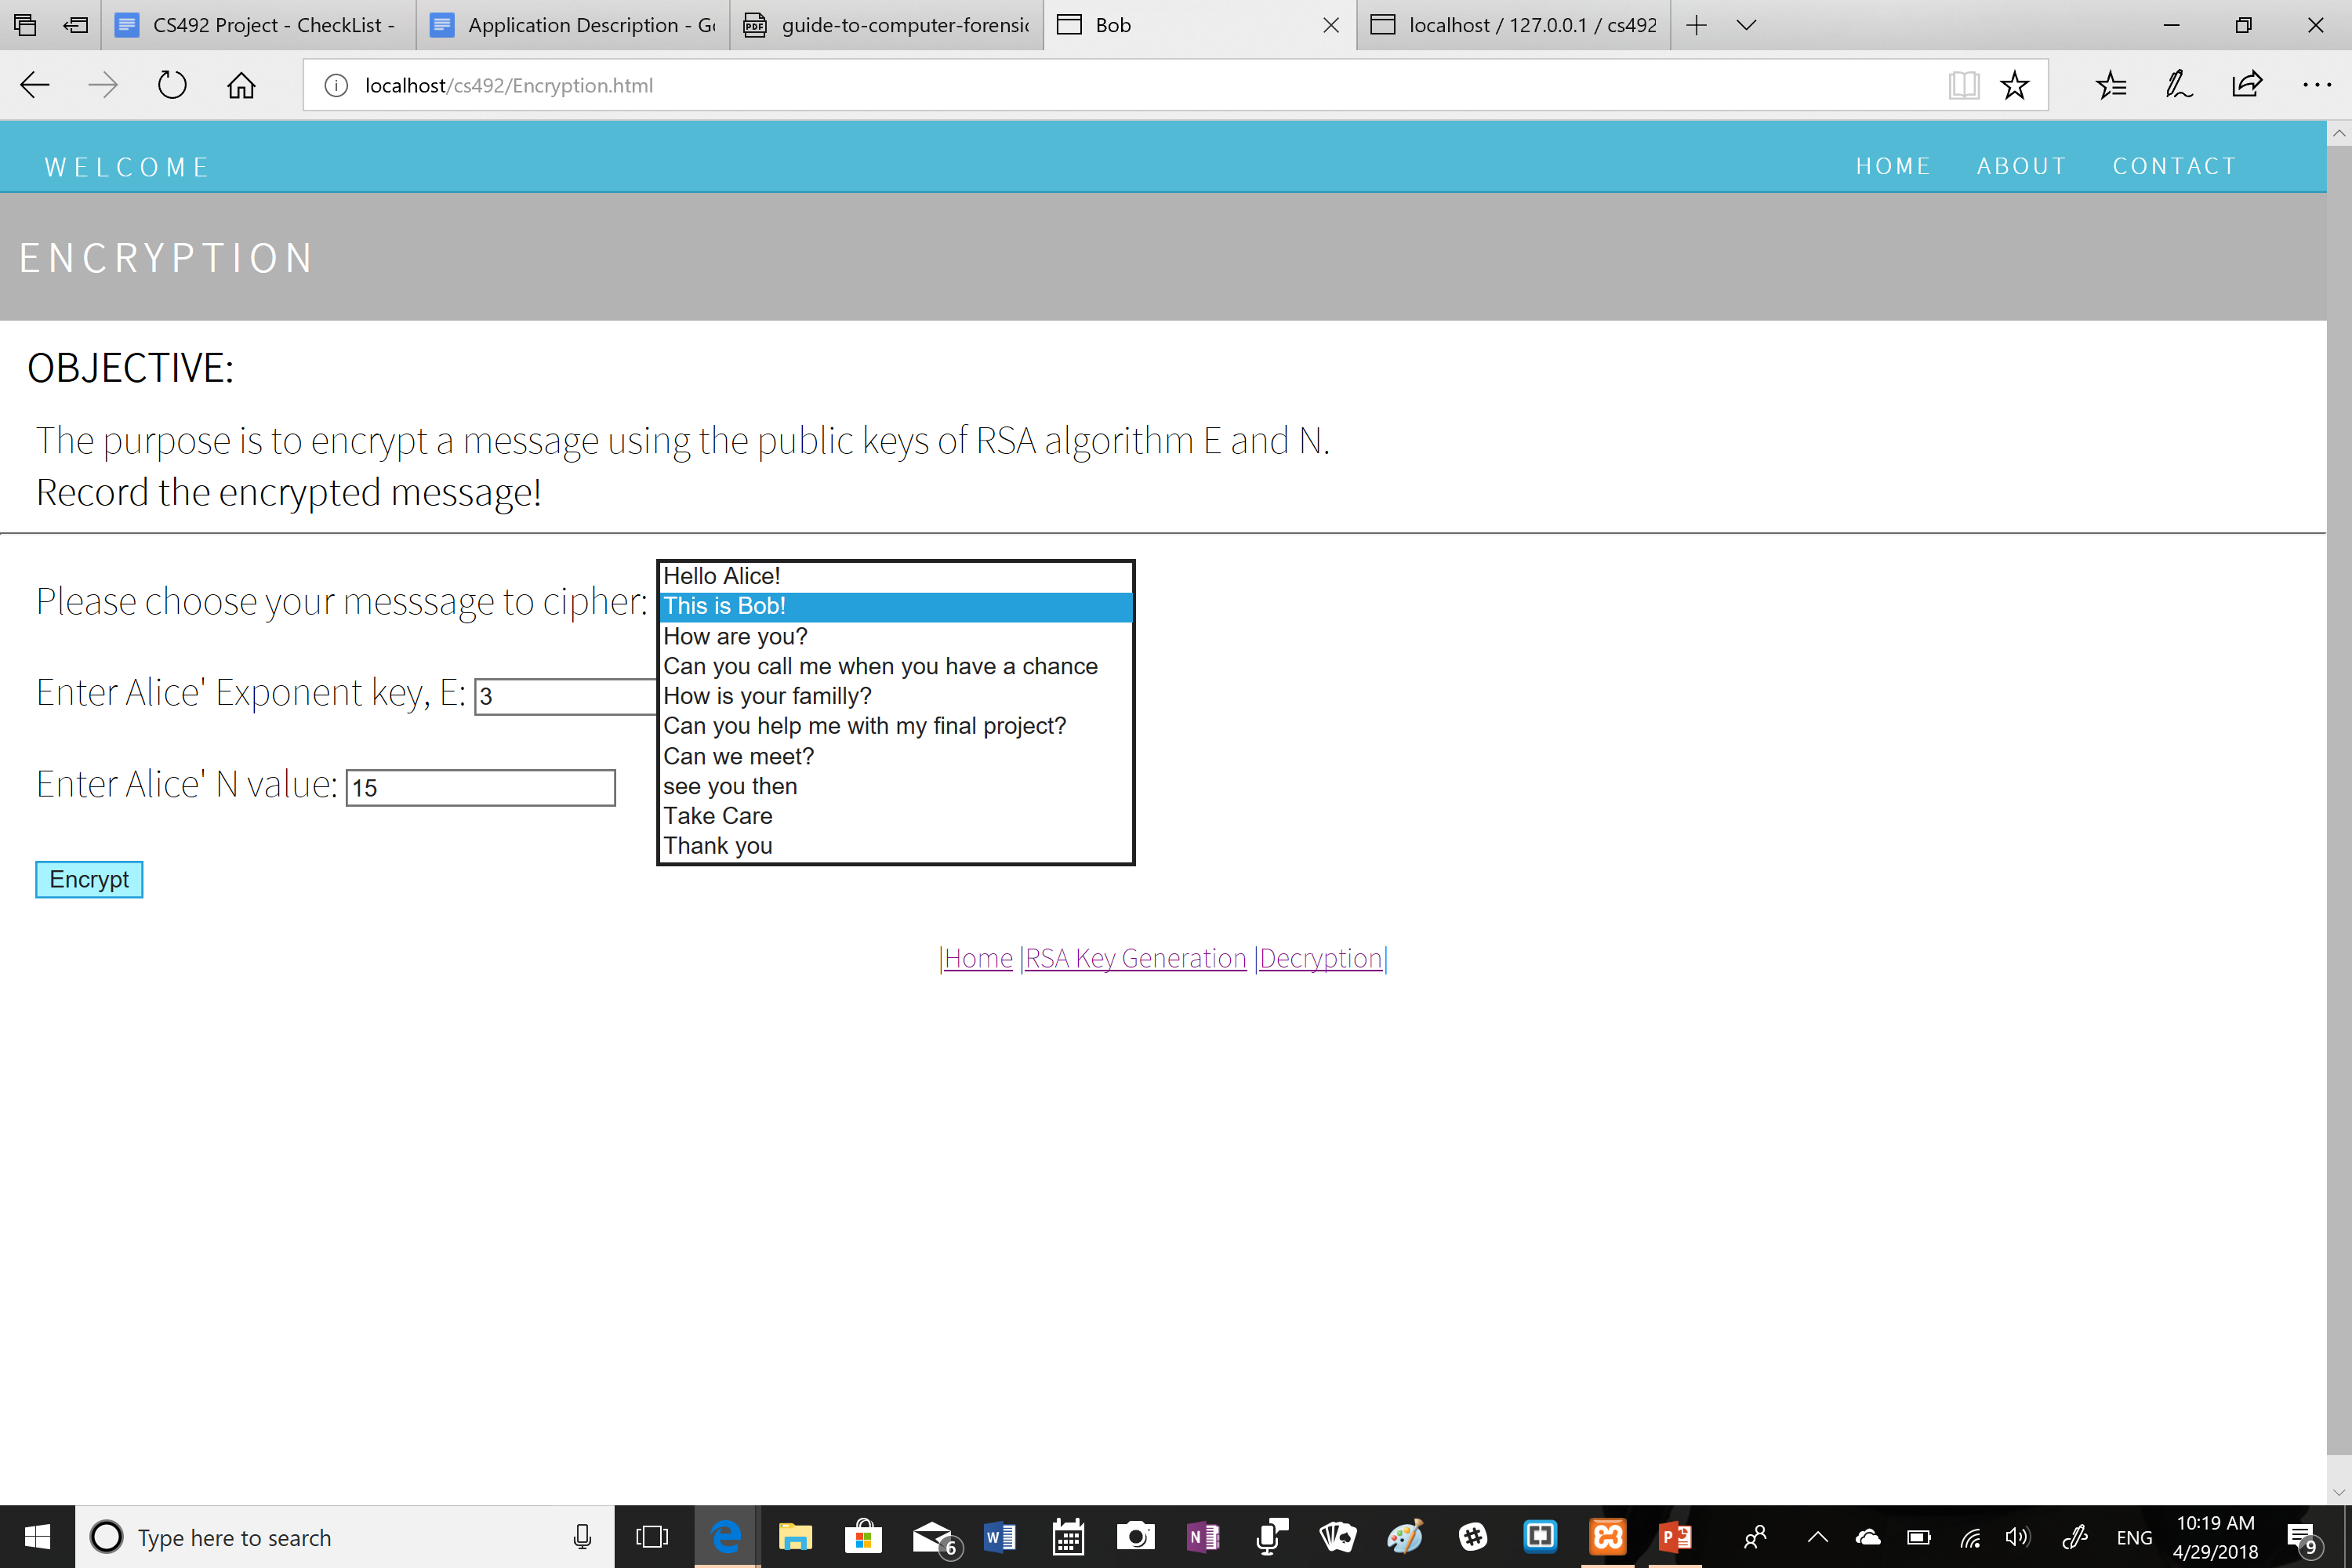 CS492 Project - CheckList -
Application Description - G
guide-to-computer-forensic
Bob
localhost / 127.0.0.1 / cs492
localhost/cs492/Encryption.html
WELCOME
HOME ABOUT CONTACT
ENCRYPTION
OBJECTIVE:
The purpose is to encrypt a message using the public keys of RSA algorithm E and N.
Record the encrypted message!
Please choose your messsage to cipher:
Hello Alice!
This is Bob!
How are you?
Can you call me when you have a chance
How is your familly?
Can you help me with my final project?
Can we meet?
see you then
Take Care
Thank you
Enter Alice' Exponent key, E: 3
Enter Alice' N value: 15
Encrypt
|Home |RSA Key Generation |Decryption|
Type here to search
6
ENG
10:19 AM
4/29/2018
9